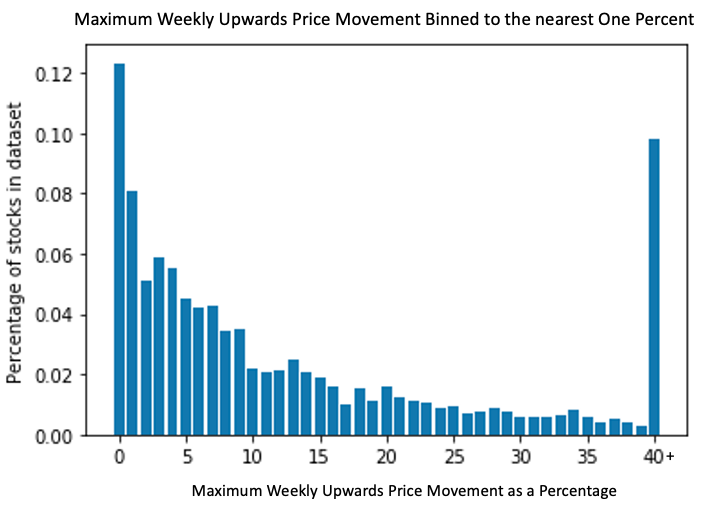 Maximum Weekly Upwards Price Movement Binned to the nearest One Percent
Percentage of stocks in dataset
0.12
0.10
0.08
0.06
0.04
0.02
0.00
0 5 10 15 20 25 30 35 40+
Maximum Weekly Upwards Price Movement as a Percentage